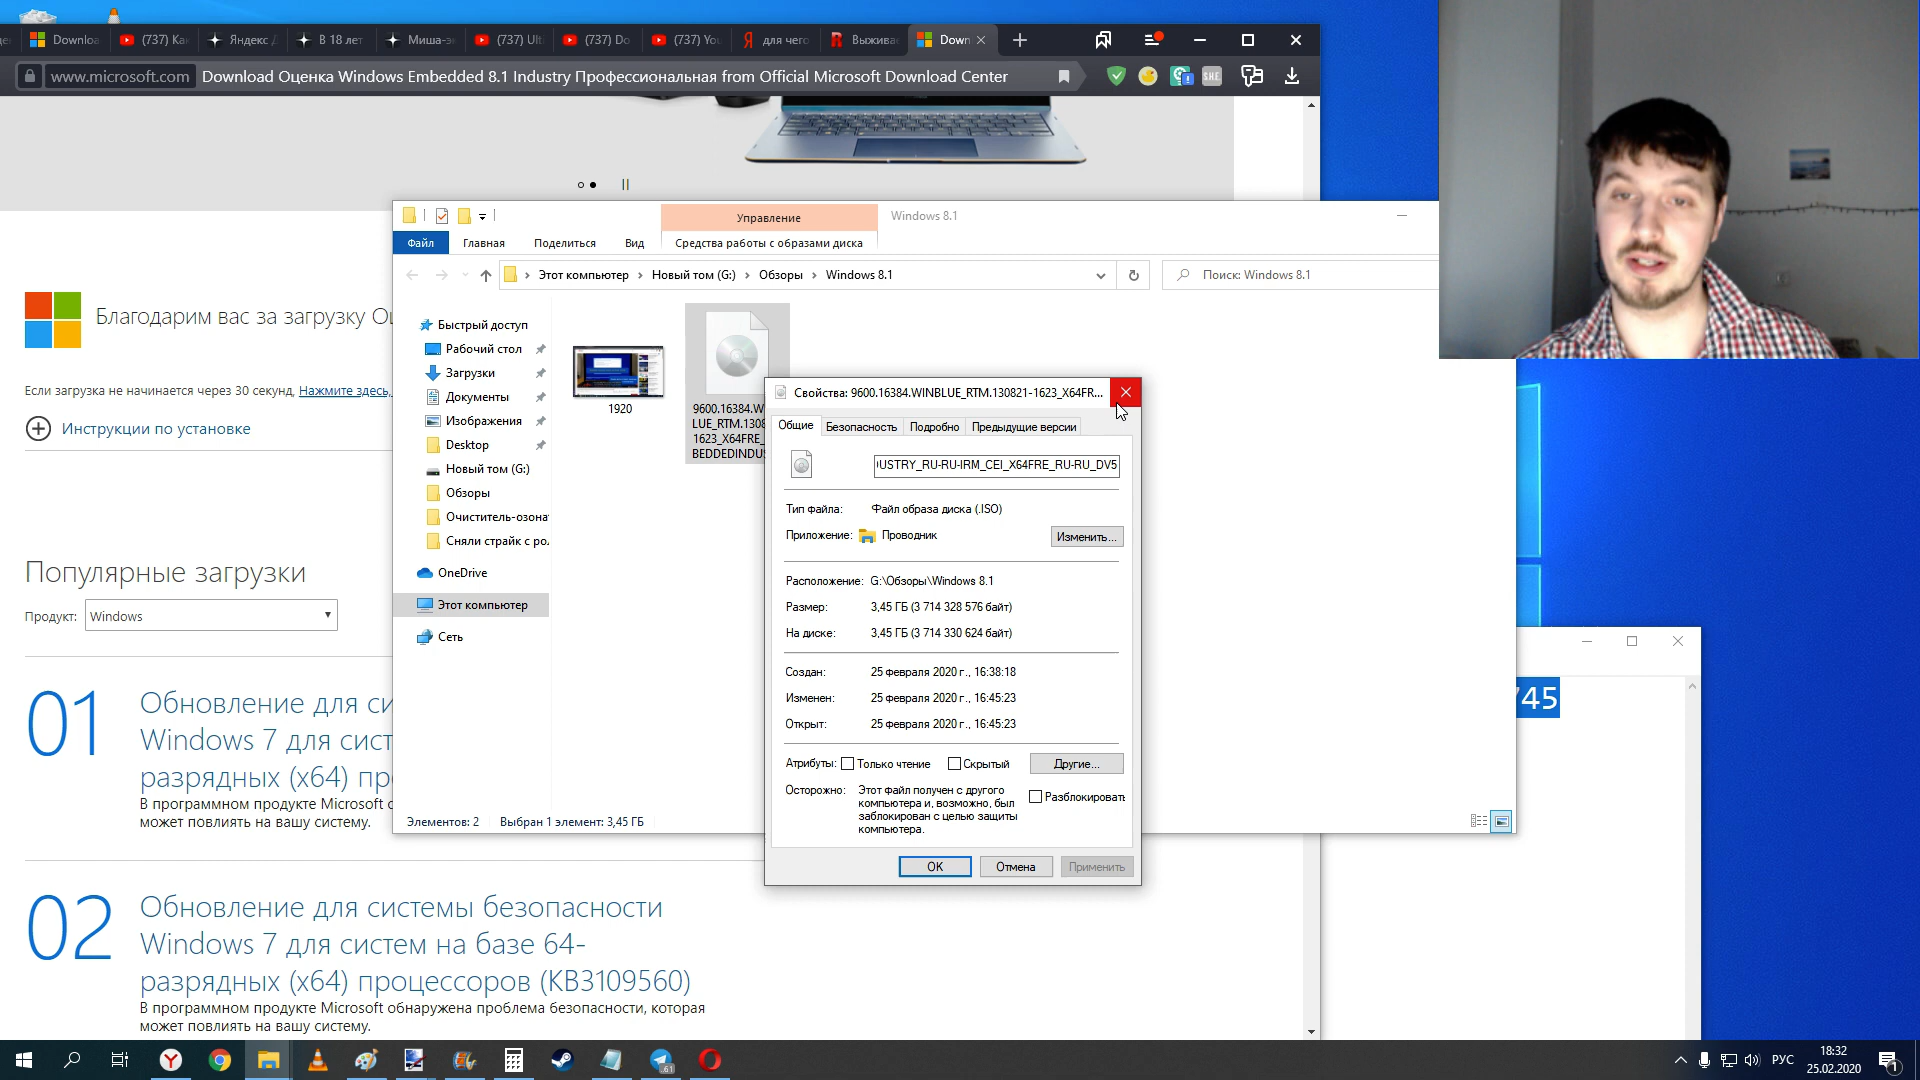 Downloa
(737) Ка
Яндекс Д
В 18 лет
Миша-э
(737) Ult
(737) Do
(737) You
для чего
Выжива
Down
www.microsoft.com
Download Оценка Windows Embedded 8.1 Industry Профессиональная from Official Microsoft Download Center
Благодарим вас за загрузку Оц
Если загрузка не начинается через 30 секунд, Нажмите здесь,
Инструкции по установке
Популярные загрузки
Продукт:
Windows
01
Обновление для си
Windows 7 для сист
разрядных (x64) пр
В программном продукте Microsoft о
может повлиять на вашу систему.
02
Обновление для системы безопасности
Windows 7 для систем на базе 64-
разрядных (x64) процессоров (KB3109560)
В программном продукте Microsoft обнаружена проблема безопасности, которая
может повлиять на вашу систему.
Управление
Windows 8.1
Файл
Главная
Поделиться
Вид
Средства работы с образами диска
Этот компьютер
Новый том (G:)
Обзоры
Windows 8.1
Поиск: Windows 8.1
Быстрый доступ
Рабочий стол
Загрузки
Документы
Изображения
Desktop
Новый том (G:)
Обзоры
Очиститель-озона
Сняли страйк с ро
OneDrive
Этот компьютер
Сеть
1920
9600.16384.W
LUE_RTM.130
1623_X64FRE_
BEDDEDINDUS
Элементов: 2
Выбран 1 элемент: 3,45 ГБ
Свойства: 9600.16384.WINBLUE_RTM.130821-1623_X64FR...
Общие
Безопасность
Подробно
Предыдущие версии
USTRY_RU-RU-IRM_CEI_X64FRE_RU-RU_DV5
Тип файла:
Файл образа диска (.ISO)
Приложение:
Проводник
Изменить...
Расположение:
G:\Обзоры\Windows 8.1
Размер:
3,45 ГБ (3 714 328 576 байт)
На диске:
3,45 ГБ (3 714 330 624 байт)
Создан:
25 февраля 2020 г., 16:38:18
Изменен:
25 февраля 2020 г., 16:45:23
Открыт:
25 февраля 2020 г., 16:45:23
Атрибуты:
Только чтение
Скрытый
Другие...
Осторожно:
Этот файл получен с другого
компьютера и, возможно, был
заблокирован с целью защиты
компьютера.
Разблокировать
OK
Отмена
Применить
745
61
РУС
18:32
25.02.2020
1